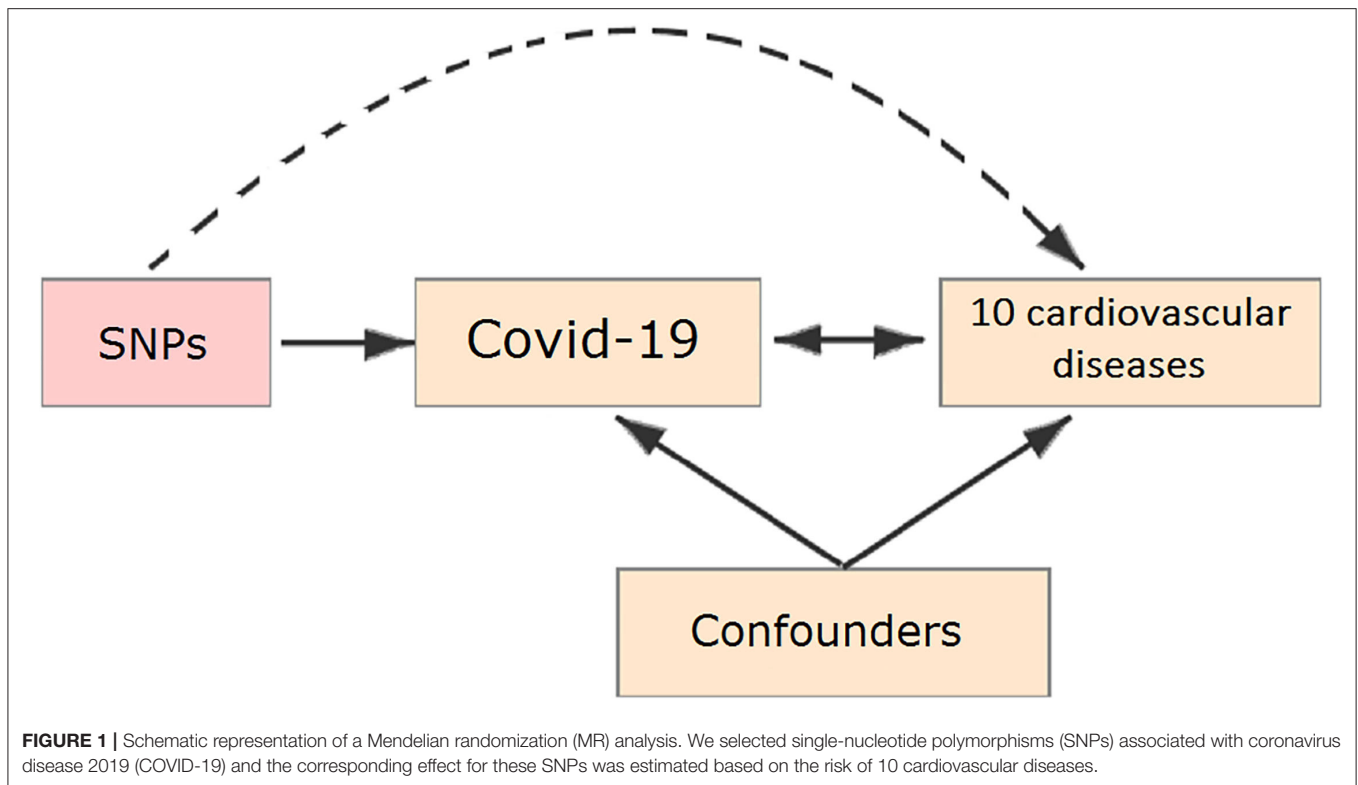 SNPs
Covid-19
10 cardiovascular
diseases
Confounders
FIGURE 1 | Schematic representation of a Mendelian randomization (MR) analysis. We selected single-nucleotide polymorphisms (SNPs) associated with coronavirus
disease 2019 (COVID-19) and the corresponding effect for these SNPs was estimated based on the risk of 10 cardiovascular diseases.